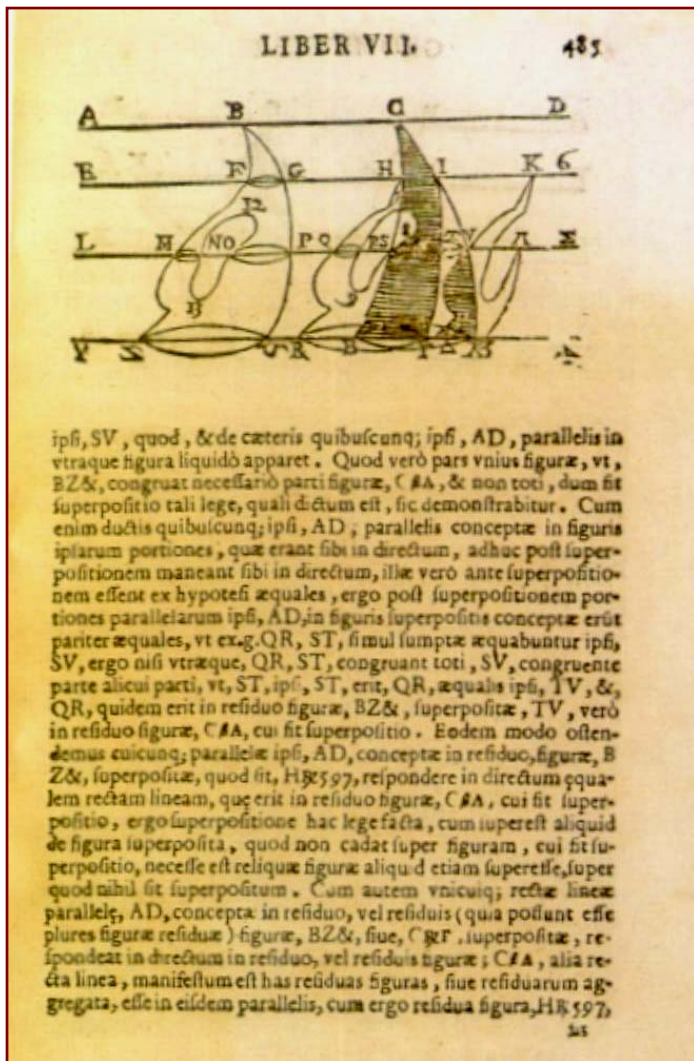 LIBER VII. 485
A B C D
E F G H I K 6
L M N O P Q R S T V Λ Σ
ipſi, SV, quod, & de cæteris quibuſcunq; ipſi, AD, parallelis in
vtraque figura liquidò apparet. Quod verò pars vnius figuræ, vt,
BZ&, congruat neceſſariò parti figuræ, CβΛ, & non toti, dum fit
ſuperpoſitio tali lege, quali dictum eſt, ſic demonſtrabitur. Cum
enim ductis quibuſcunq; ipſi, AD, parallelis conceptæ in figuris
ipſarum portiones, quæ erant ſibi in directum, adhuc poſt ſuper-
poſitionem maneant ſibi in directum, illæ verò ante ſuperpoſitio-
nem eſſent ex hypoteſi æquales, ergo poſt ſuperpoſitionem por-
tiones parallelarum ipſi, AD, in figuris ſuperpoſitis conceptæ erūt
pariter æquales, vt ex.g. QR, ST, ſimul ſumptæ æquabuntur ipſi,
SV, ergo niſi vtræque, QR, ST, congruant toti, SV, congruente
parte alicui parti, vt, ST, ipſi, ST, erit, QR, æqualis ipſi, TV, &,
QR, quidem erit in reſiduo figuræ, BZ&, ſuperpoſitæ, TV, verò
in reſiduo figuræ, CβΛ, cui fit ſuperpoſitio. Eodem modo oſten-
demus cuicunq; parallelæ ipſi, AD, conceptæ in reſiduo, figuræ, B
Z&, ſuperpoſitæ, quod ſit, H℞597, reſpondere in directum ęqua-
lem rectam lineam, quę erit in reſiduo figuræ, CβΛ, cui fit ſuper-
poſitio, ergo ſuperpoſitione hac lege facta, cum ſupereſt aliquid
de figura ſuperpoſita, quod non cadat ſuper figuram, cui fit ſu-
perpoſitio, neceſſe eſt reliquæ figuræ aliquid etiam ſupereſſe, ſuper
quod nihil ſit ſuperpoſitum. Cum autem vnicuiq; rectæ lineæ
parallelę, AD, concepta in reſiduo, vel reſiduis (quia poſſunt eſſe
plures figuræ reſiduæ) figuræ, BZ&, ſiue, C℞Γ, ſuperpoſitæ, re-
ſpondeat in directum in reſiduo, vel reſiduis figuræ; CβΛ, alia re-
cta linea, manifeſtum eſt has reſiduas figuras, ſiue reſiduarum ag-
gregata, eſſe in eiſdem parallelis, cum ergo reſidua figura, H℞597,